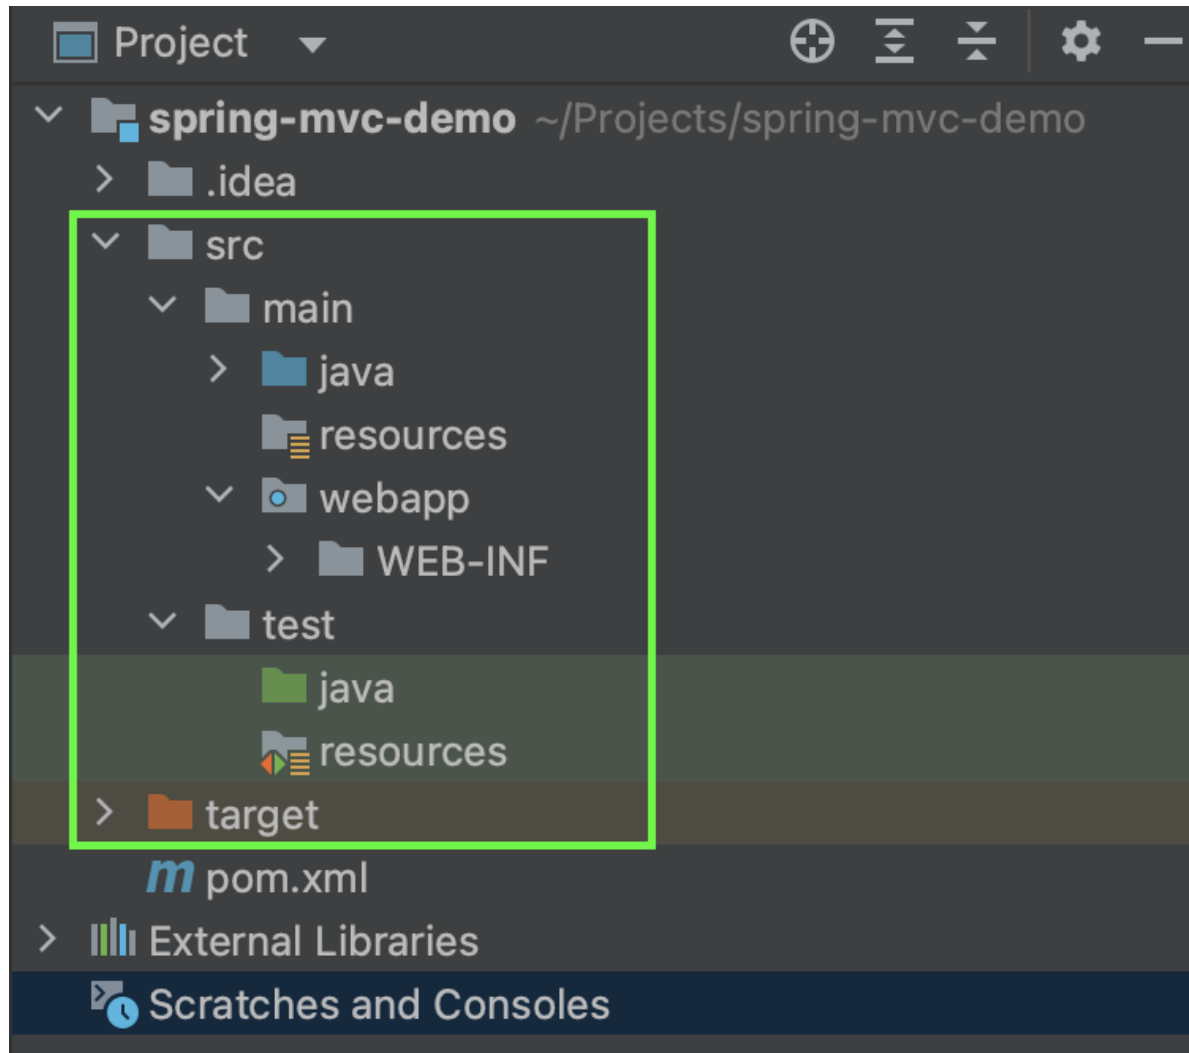 Project
spring-mvc-demo ~/Projects/spring-mvc-demo
.idea
src
main
java
resources
webapp
WEB-INF
test
java
resources
target
m pom.xml
External Libraries
Scratches and Consoles